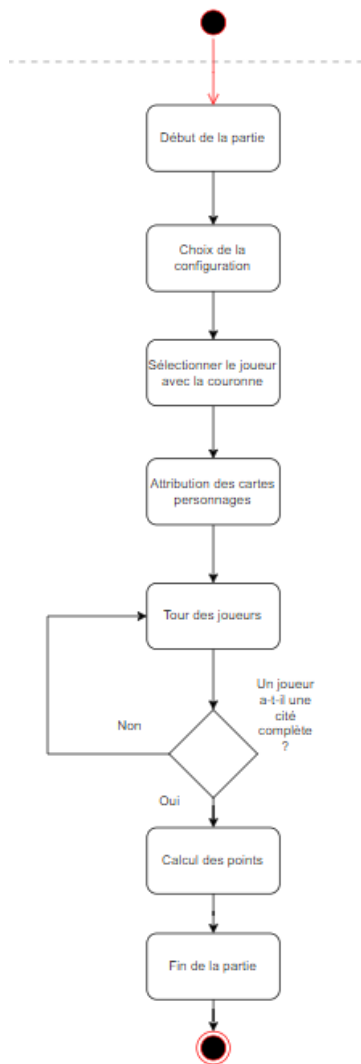 Début de la partie
Choix de la
configuration
Sélectionner le joueur
avec la couronne
Attribution des cartes
personnages
Tour des joueurs
Un joueur
a-t-il une
cité
complète
?
Non
Oui
Calcul des points
Fin de la partie